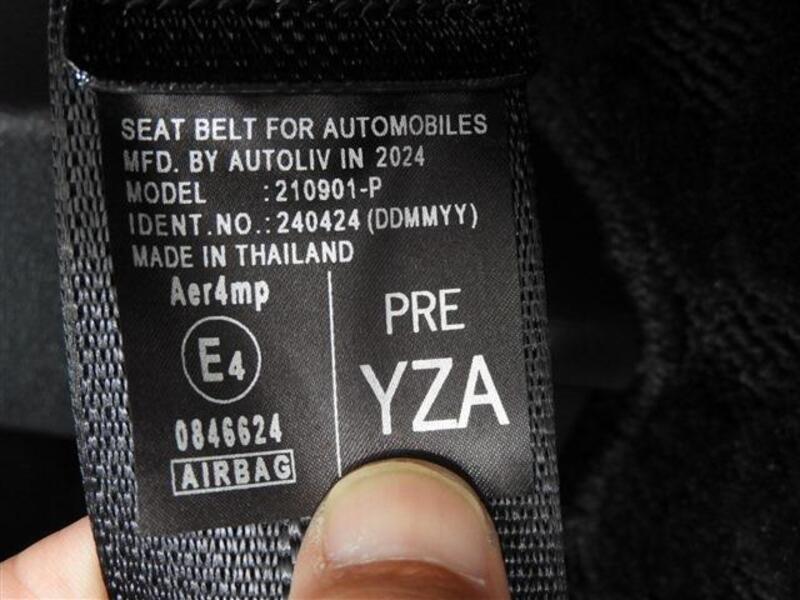 SEAT BELT FOR AUTOMOBILES
MFD. BY AUTOLIV IN 2024
MODEL :210901-P
IDENT.NO.:240424(DDMMYY)
MADE IN THAILAND
Aer4mp
E4
0846624
AIRBAG
PRE
YZA